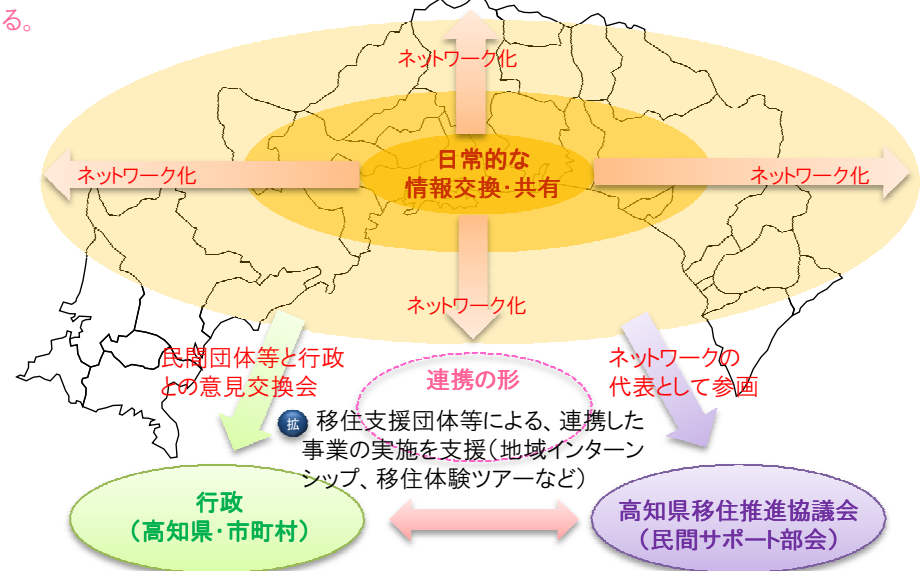 る。
ネットワーク化
日常的な
情報交換・共有
ネットワーク化
ネットワーク化
ネットワーク化
民間団体等と行政
との意見交換会
連携の形
ネットワークの
代表として参画
拡 移住支援団体等による、連携した
事業の実施を支援(地域インターン
シップ、移住体験ツアーなど)
行政
(高知県・市町村)
高知県移住推進協議会
(民間サポート部会)